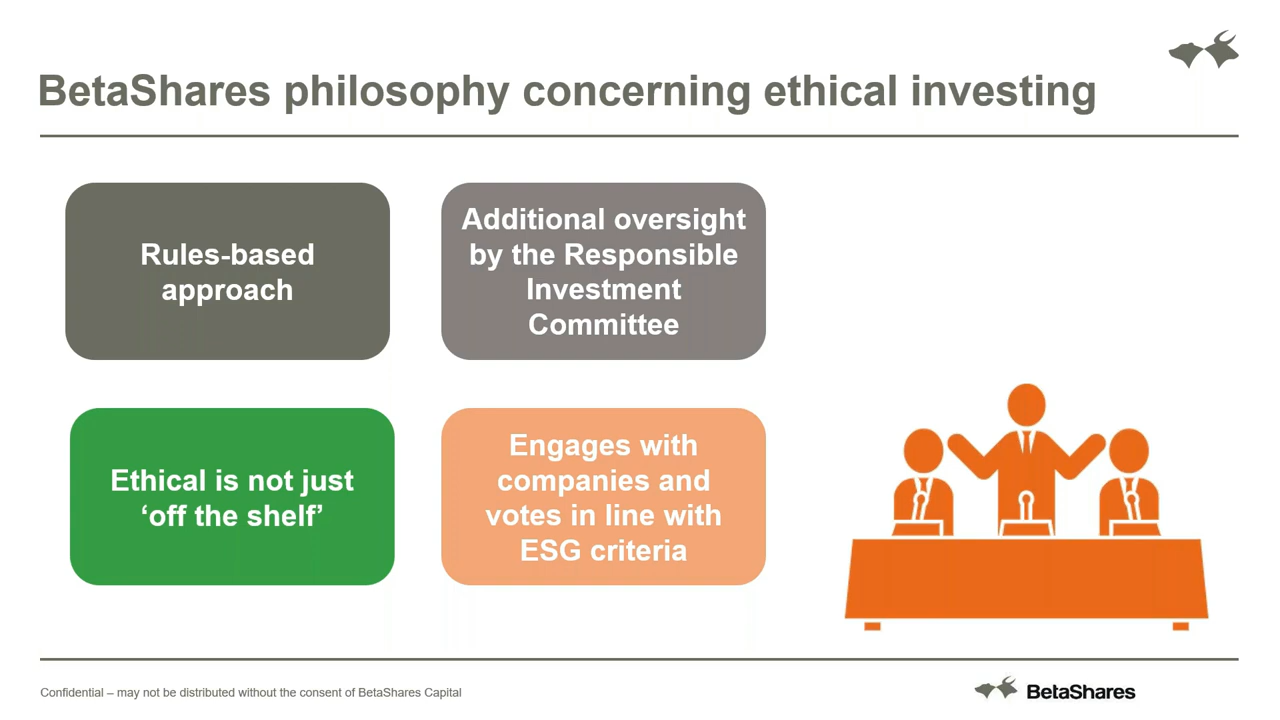 BetaShares philosophy concerning ethical investing
Rules-based
approach
Additional oversight
by the Responsible
Investment
Committee
Ethical is not just
‘off the shelf’
Engages with
companies and
votes in line with
ESG criteria
Confidential – may not be distributed without the consent of BetaShares Capital
BetaShares